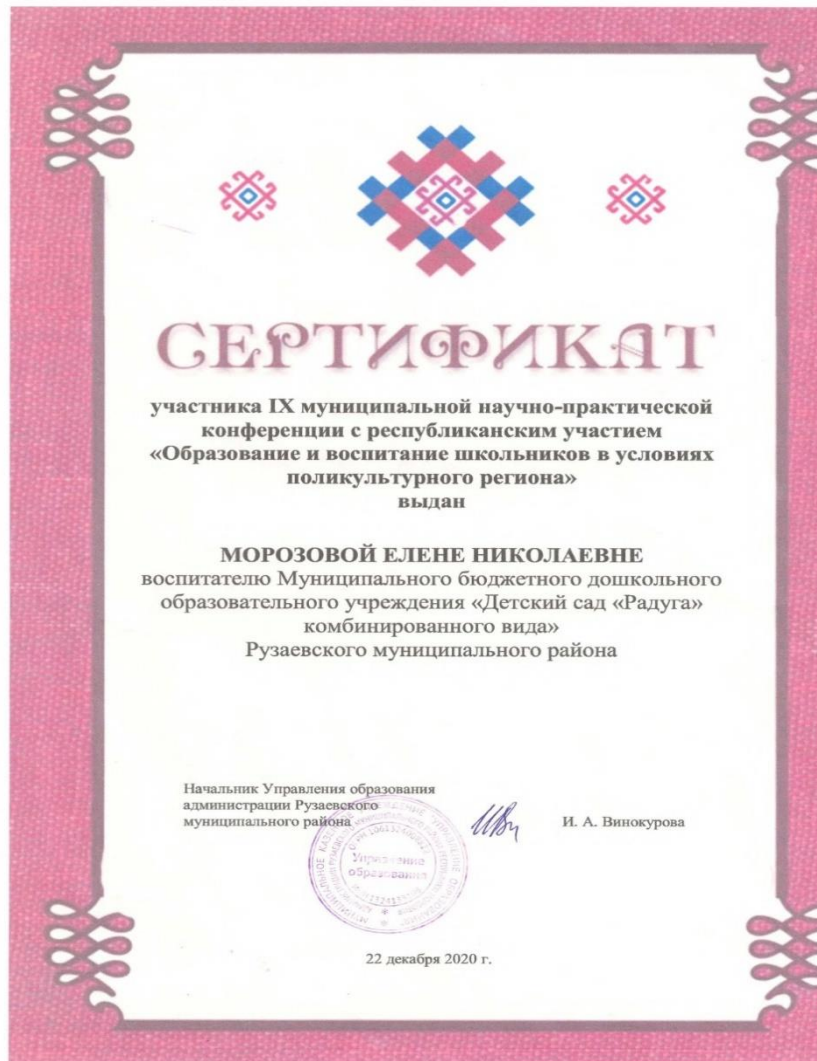 СЕРТИФИКАТ
участника IX муниципальной научно-практической
конференции с республиканским участием
«Образование и воспитание школьников в условиях
поликультурного региона»
выдан
МОРОЗОВОЙ ЕЛЕНЕ НИКОЛАЕВНЕ
воспитателю Муниципального бюджетного дошкольного
образовательного учреждения «Детский сад «Радуга»
комбинированного вида»
Рузаевского муниципального района
Начальник Управления образования
администрации Рузаевского
муниципального района
И. А. Винокурова
Управление
образования
22 декабря 2020 г.